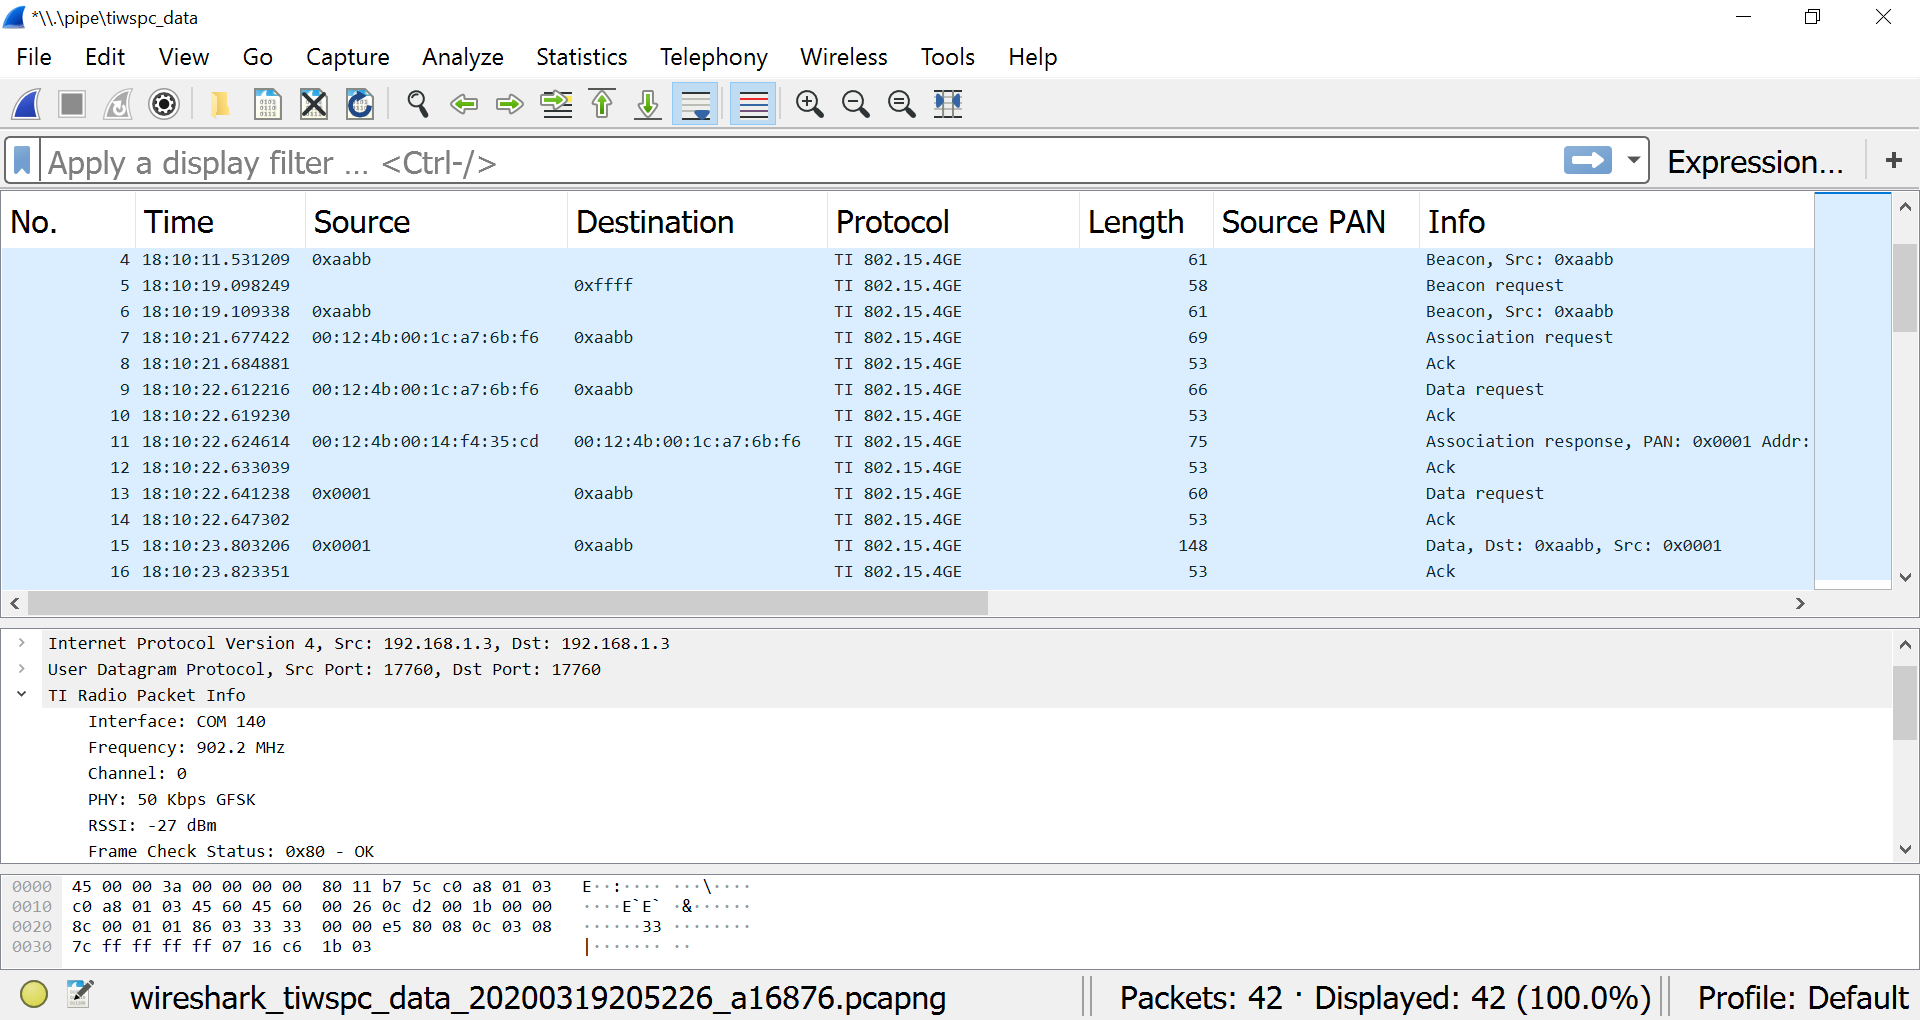 *\\.\pipe\tiwspc_data
File Edit View Go Capture Analyze Statistics Telephony Wireless Tools Help
Apply a display filter ... <Ctrl-/> Expression... +
No. Time Source Destination Protocol Length Source PAN Info
4 18:10:11.531209 0xaabb TI 802.15.4GE 61 Beacon, Src: 0xaabb
5 18:10:19.098249 0xffff TI 802.15.4GE 58 Beacon request
6 18:10:19.109338 0xaabb TI 802.15.4GE 61 Beacon, Src: 0xaabb
7 18:10:21.677422 00:12:4b:00:1c:a7:6b:f6 0xaabb TI 802.15.4GE 69 Association request
8 18:10:21.684881 TI 802.15.4GE 53 Ack
9 18:10:22.612216 00:12:4b:00:1c:a7:6b:f6 0xaabb TI 802.15.4GE 66 Data request
10 18:10:22.619230 TI 802.15.4GE 53 Ack
11 18:10:22.624614 00:12:4b:00:14:f4:35:cd 00:12:4b:00:1c:a7:6b:f6 TI 802.15.4GE 75 Association response, PAN: 0x0001 Addr:
12 18:10:22.633039 TI 802.15.4GE 53 Ack
13 18:10:22.641238 0x0001 0xaabb TI 802.15.4GE 60 Data request
14 18:10:22.647302 TI 802.15.4GE 53 Ack
15 18:10:23.803206 0x0001 0xaabb TI 802.15.4GE 148 Data, Dst: 0xaabb, Src: 0x0001
16 18:10:23.823351 TI 802.15.4GE 53 Ack
Internet Protocol Version 4, Src: 192.168.1.3, Dst: 192.168.1.3
User Datagram Protocol, Src Port: 17760, Dst Port: 17760
TI Radio Packet Info
Interface: COM 140
Frequency: 902.2 MHz
Channel: 0
PHY: 50 Kbps GFSK
RSSI: -27 dBm
Frame Check Status: 0x80 - OK
0000 45 00 00 3a 00 00 00 00 80 11 b7 5c c0 a8 01 03 E··:···· ···\····
0010 c0 a8 01 03 45 60 45 60 00 26 0c d2 00 1b 00 00 ····E`E` ·&······
0020 8c 00 01 01 86 03 33 33 00 00 e5 80 08 0c 03 08 ······33 ········
0030 7c ff ff ff ff 07 16 c6 1b 03 |······· ··
wireshark_tiwspc_data_20200319205226_a16876.pcapng Packets: 42 · Displayed: 42 (100.0%) Profile: Default